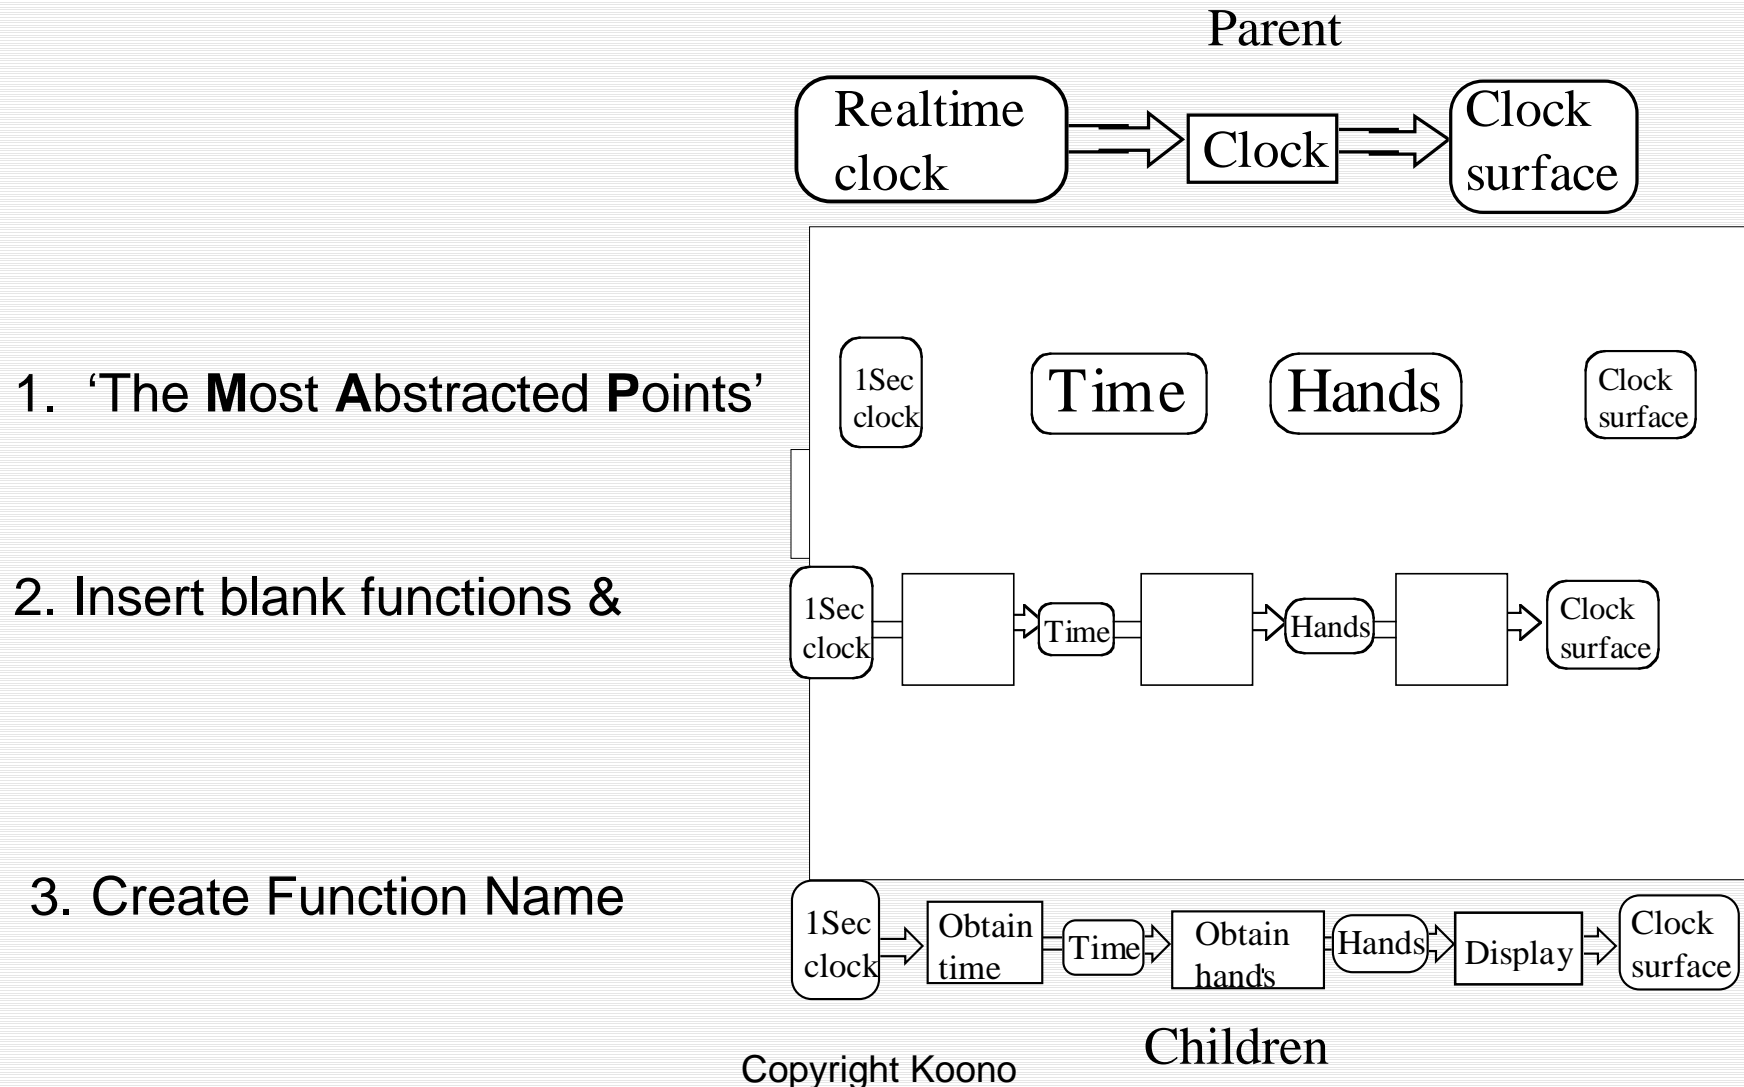 Parent
Realtime
clock
Clock
Clock
surface
1. ‘The Most Abstracted Points’
1Sec
clock
Time
Hands
Clock
surface
2. Insert blank functions &
1Sec
clock
Time
Hands
Clock
surface
3. Create Function Name
1Sec
clock
Obtain
time
Time
Obtain
hands
Hands
Display
Clock
surface
Children
Copyright Koono